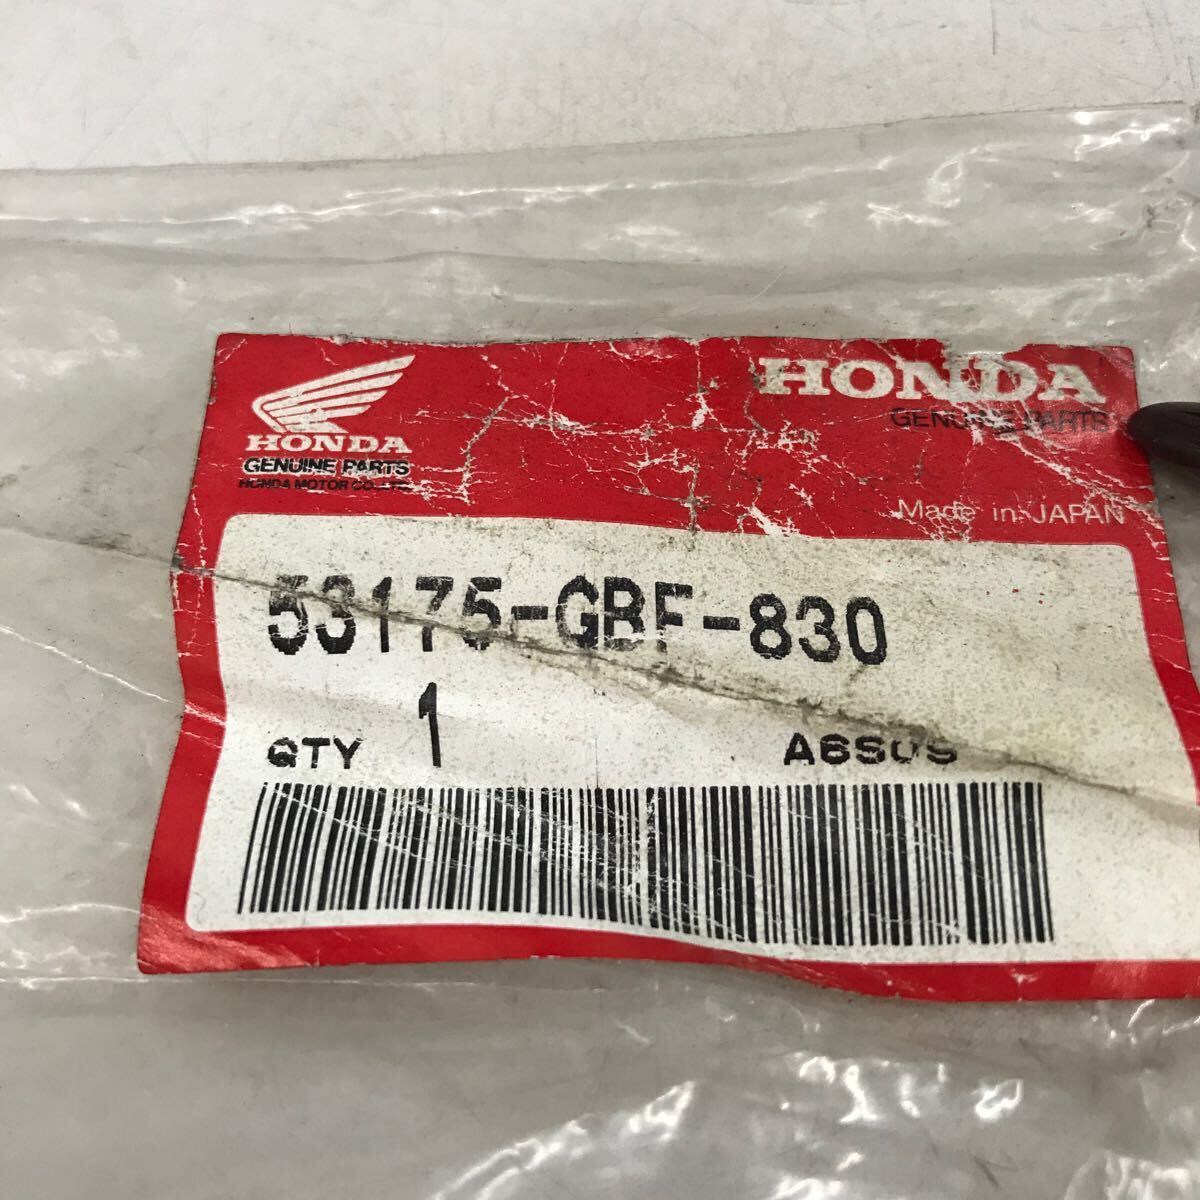 HONDA
GENUINE PARTS
HONDA MOTOR CO.,LTD.
HONDA
GENUINE PARTS
Made in JAPAN
53175-GBF-830
QTY 1 A6S0S